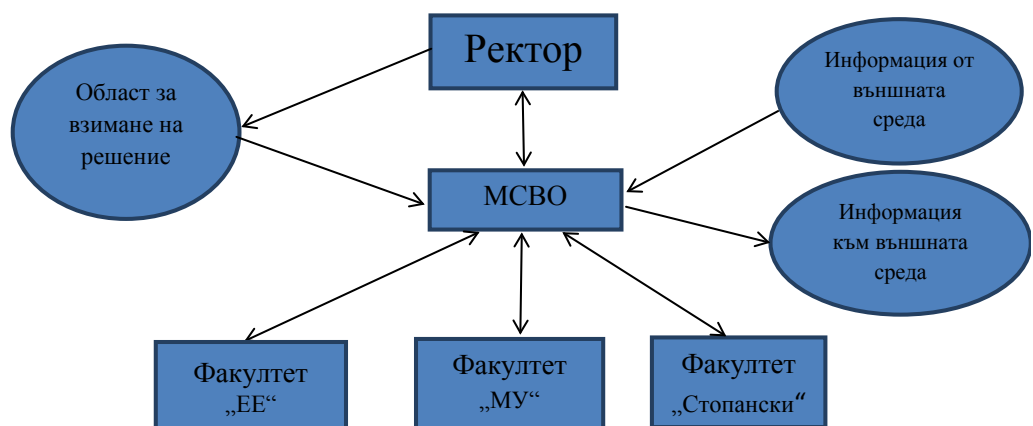 Ректор
Област за
взимане на
решение
Информация от
външната
среда
МСВО
Информация
към външната
среда
Факултет
„ЕЕ“
Факултет
„МУ“
Факултет
„Стопански“